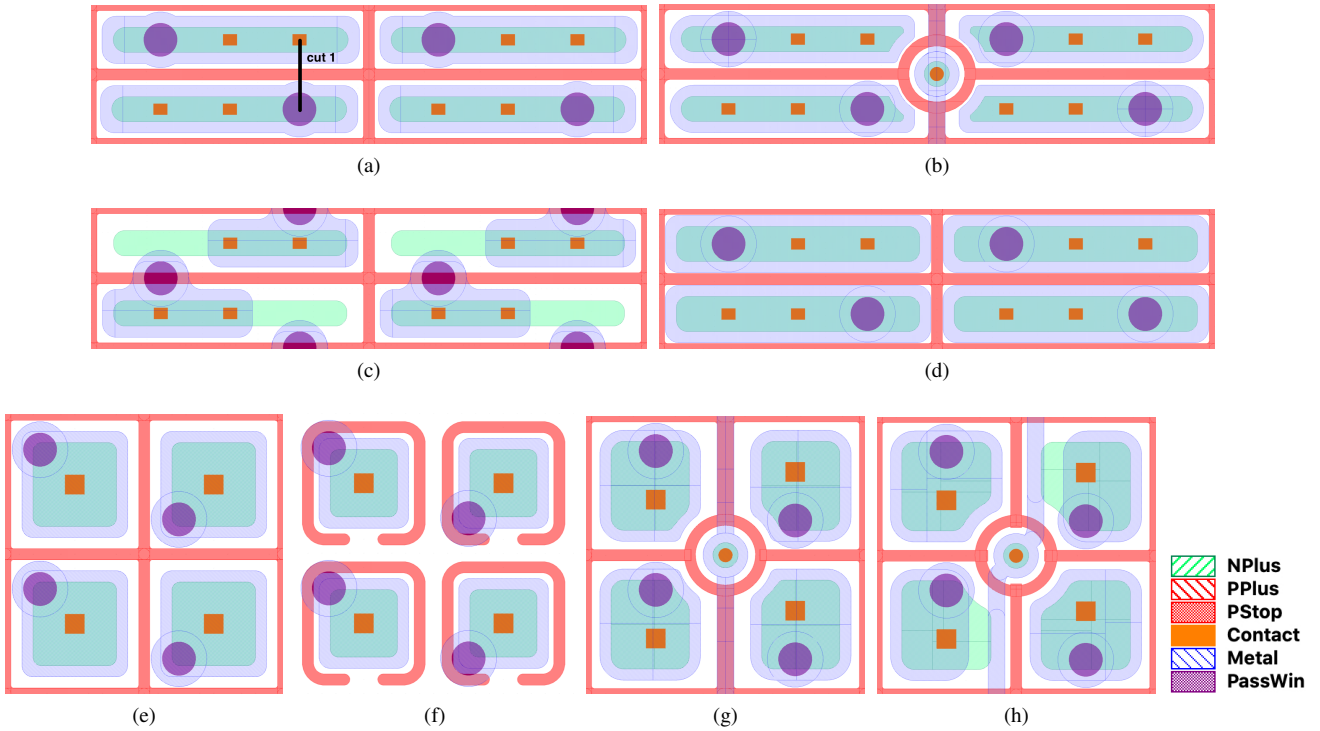 cut 1
(a)
(b)
(c)
(d)
(e)
(f)
(g)
(h)
NPlus
PPlus
PStop
Contact
Metal
PassWin